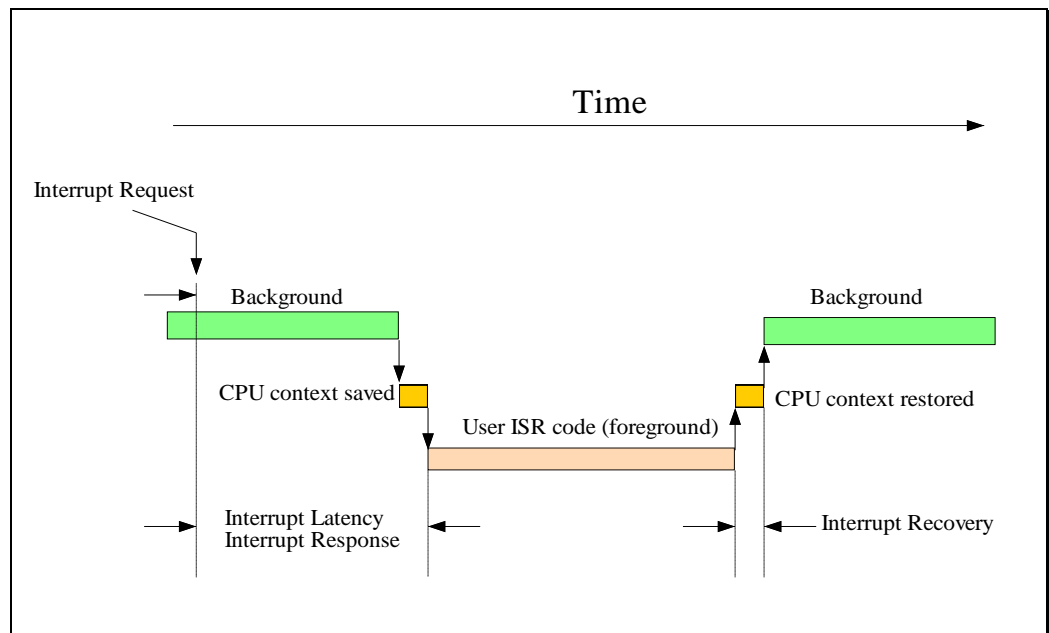 Time
Interrupt Request
Background
Background
CPU context saved
CPU context restored
User ISR code (foreground)
Interrupt Latency
Interrupt Response
Interrupt Recovery